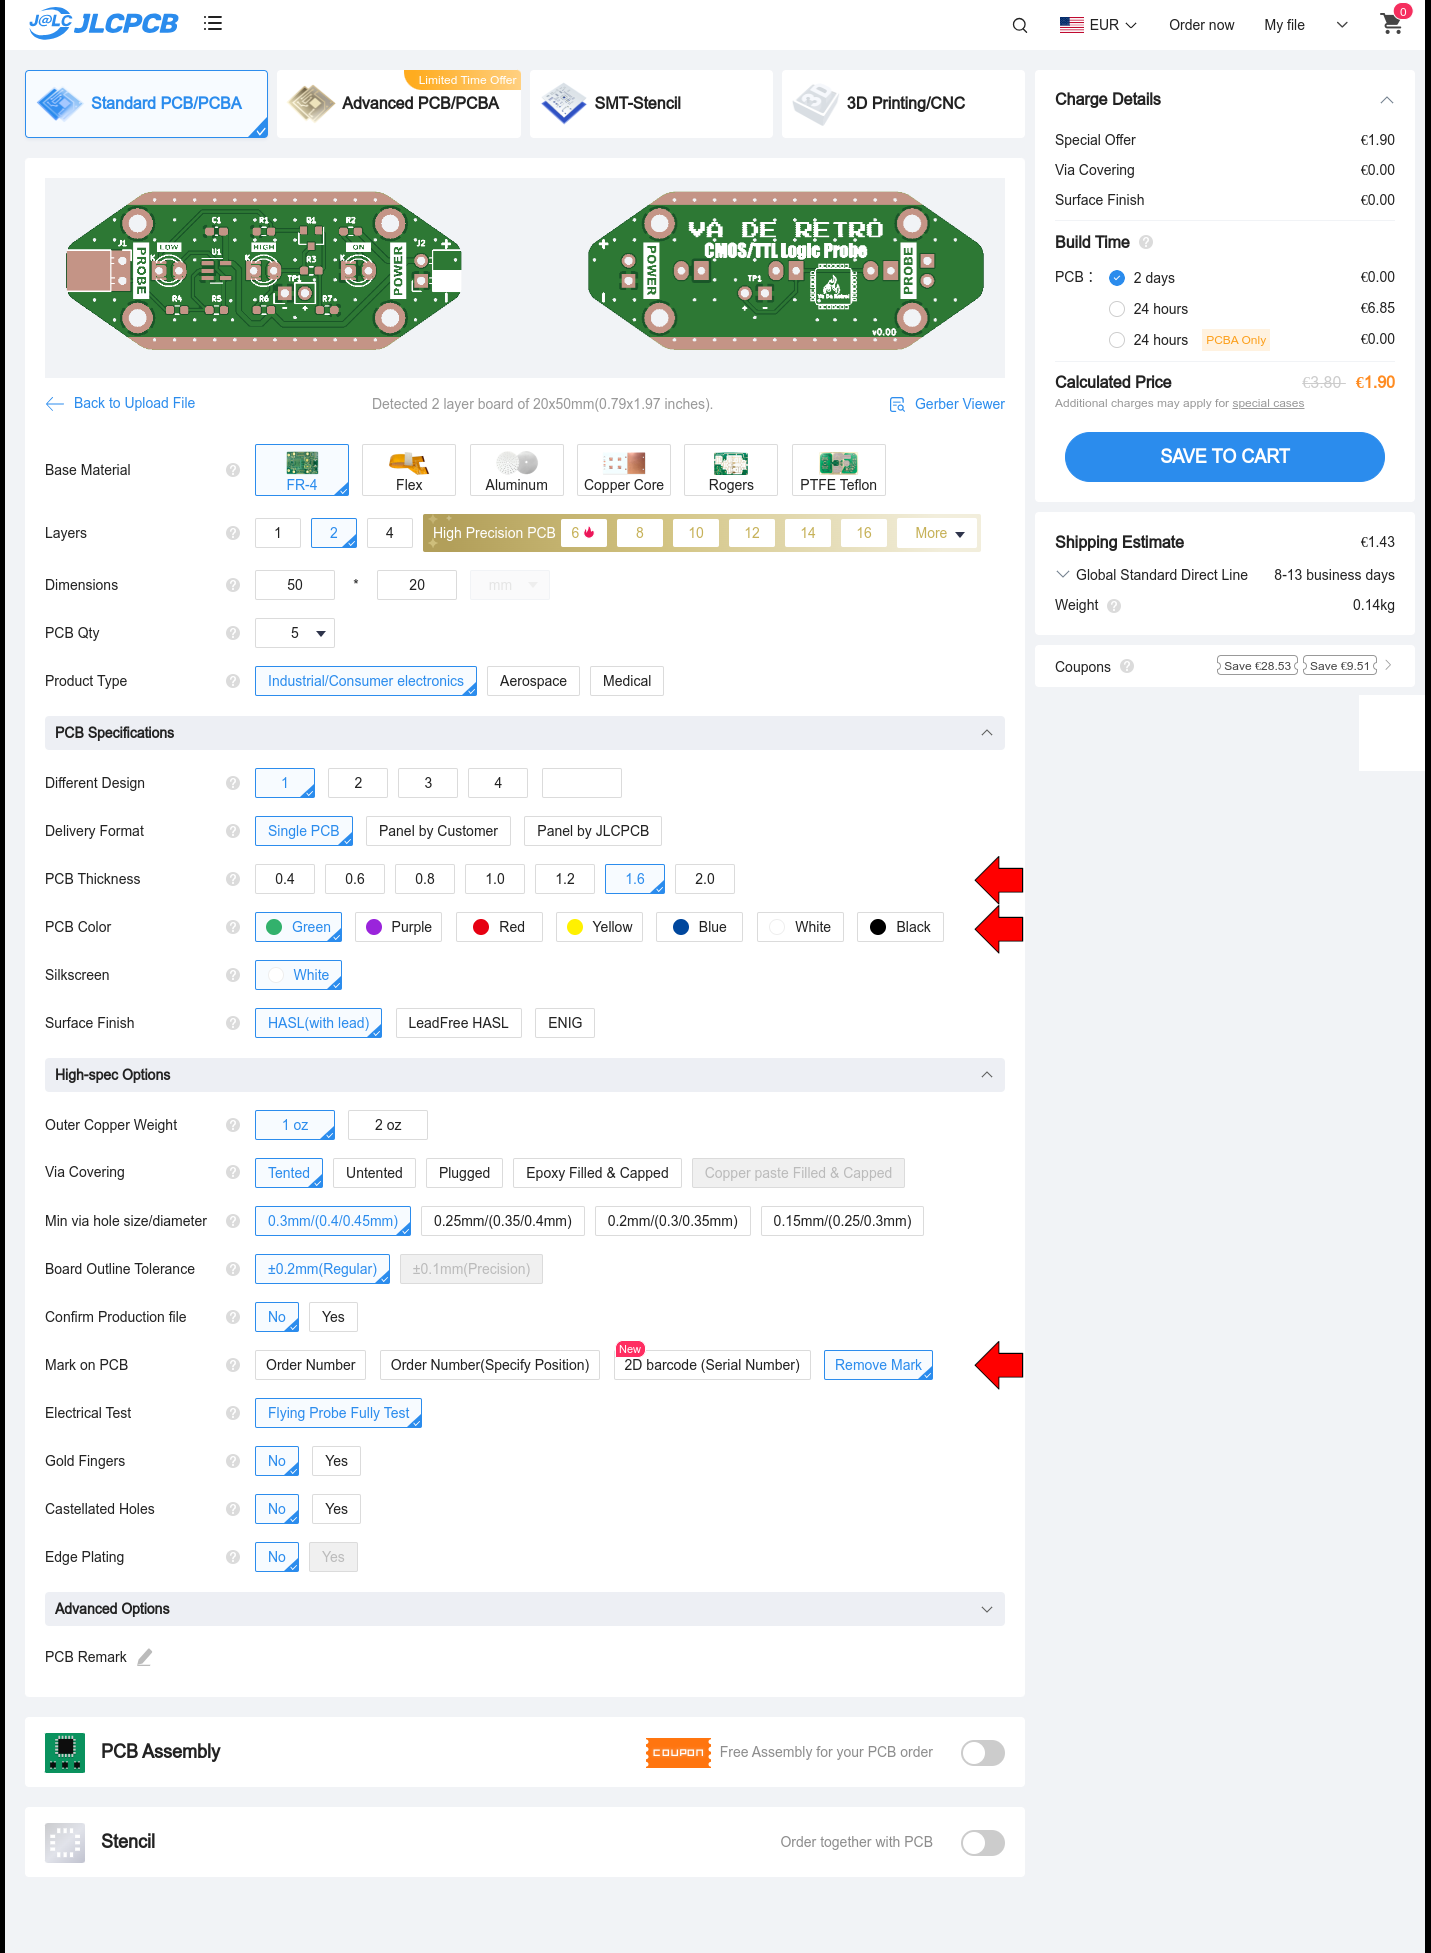 J@LC JLCPCB
EUR
Order now
My file
0
Standard PCB/PCBA
Limited Time Offer
Advanced PCB/PCBA
SMT-Stencil
3D Printing/CNC
C1 R1 Q1 R2
J1 LOW ON J2
PROBE K U1 K R3 K POWER
TP1
R4 R5 R6 R7
- +
VA DE RETRO
CMOS/TTL Logic Probe
POWER
TP1
PROBE
Va De Retro!
v0.00
Back to Upload File
Detected 2 layer board of 20x50mm(0.79x1.97 inches).
Gerber Viewer
Base Material
FR-4
Flex
Aluminum
Copper Core
Rogers
PTFE Teflon
Layers
1
2
4
High Precision PCB
6
8
10
12
14
16
More
Dimensions
50
*
20
mm
PCB Qty
5
Product Type
Industrial/Consumer electronics
Aerospace
Medical
PCB Specifications
Different Design
1
2
3
4
Delivery Format
Single PCB
Panel by Customer
Panel by JLCPCB
PCB Thickness
0.4
0.6
0.8
1.0
1.2
1.6
2.0
PCB Color
Green
Purple
Red
Yellow
Blue
White
Black
Silkscreen
White
Surface Finish
HASL(with lead)
LeadFree HASL
ENIG
High-spec Options
Outer Copper Weight
1 oz
2 oz
Via Covering
Tented
Untented
Plugged
Epoxy Filled & Capped
Copper paste Filled & Capped
Min via hole size/diameter
0.3mm/(0.4/0.45mm)
0.25mm/(0.35/0.4mm)
0.2mm/(0.3/0.35mm)
0.15mm/(0.25/0.3mm)
Board Outline Tolerance
±0.2mm(Regular)
±0.1mm(Precision)
Confirm Production file
No
Yes
Mark on PCB
Order Number
Order Number(Specify Position)
New
2D barcode (Serial Number)
Remove Mark
Electrical Test
Flying Probe Fully Test
Gold Fingers
No
Yes
Castellated Holes
No
Yes
Edge Plating
No
Yes
Advanced Options
PCB Remark
PCB Assembly
COUPON
Free Assembly for your PCB order
Stencil
Order together with PCB
Charge Details
Special Offer €1.90
Via Covering €0.00
Surface Finish €0.00
Build Time
PCB : 2 days €0.00
24 hours €6.85
24 hours PCBA Only €0.00
Calculated Price €3.80 €1.90
Additional charges may apply for special cases
SAVE TO CART
Shipping Estimate €1.43
Global Standard Direct Line 8-13 business days
Weight 0.14kg
Coupons Save €28.53 Save €9.51